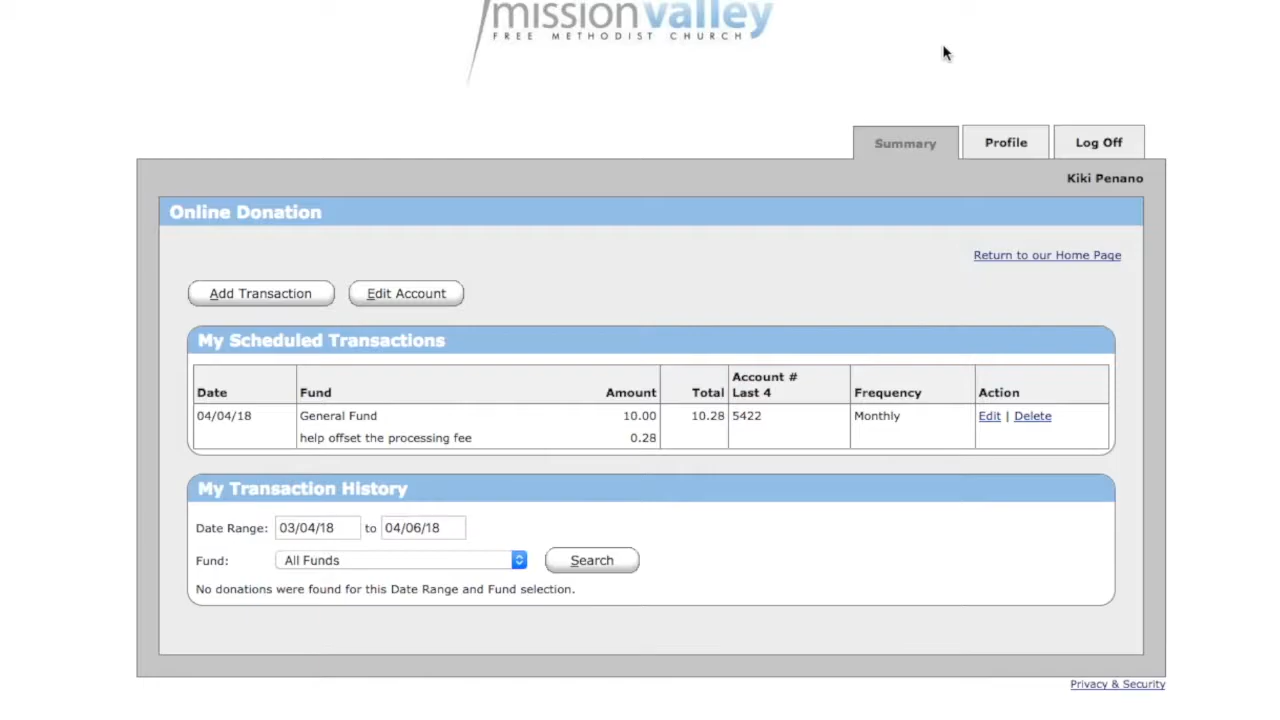 mission valley
FREE METHODIST CHURCH
Summary Profile Log Off
Kiki Penano
Online Donation
Return to our Home Page
Add Transaction Edit Account
My Scheduled Transactions
Date Fund Amount Total Account # Last 4 Frequency Action
04/04/18 General Fund 10.00 10.28 5422 Monthly Edit | Delete
help offset the processing fee 0.28
My Transaction History
Date Range: 03/04/18 to 04/06/18
Fund: All Funds Search
No donations were found for this Date Range and Fund selection.
Privacy & Security